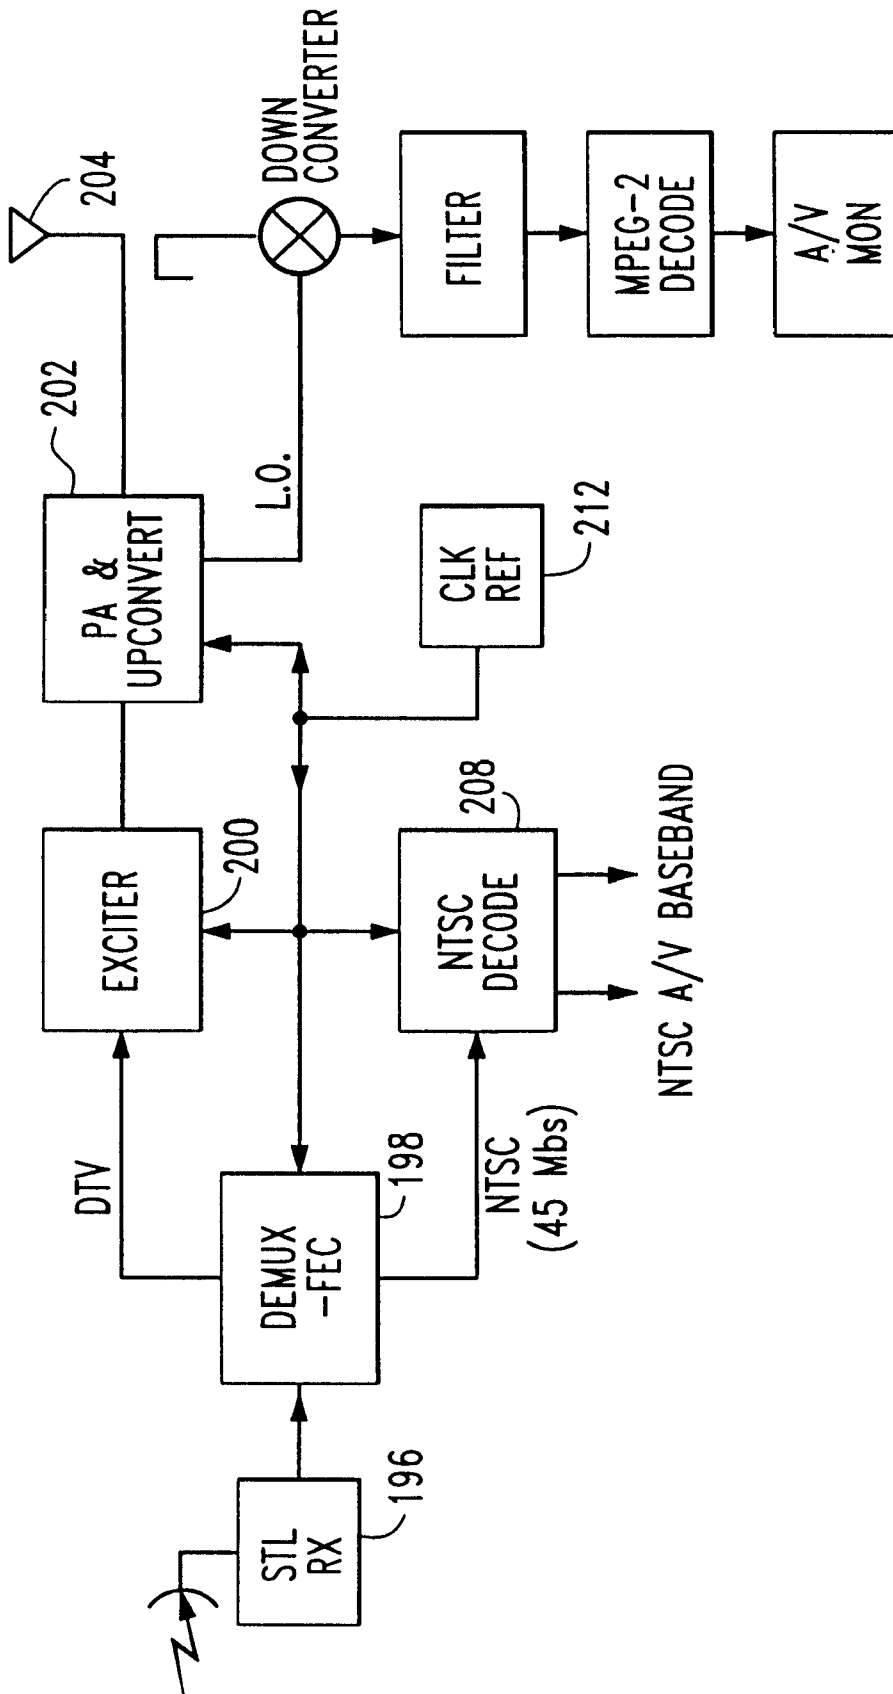 STL
RX
196
DEMUX
-FEC
198
DTV
NTSC
(45 Mbs)
EXCITER
200
NTSC
DECODE
208
NTSC A/V BASEBAND
PA &
UPCONVERT
202
CLK
REF
212
L.O.
204
DOWN
CONVERTER
FILTER
MPEG-2
DECODE
A/V
MON